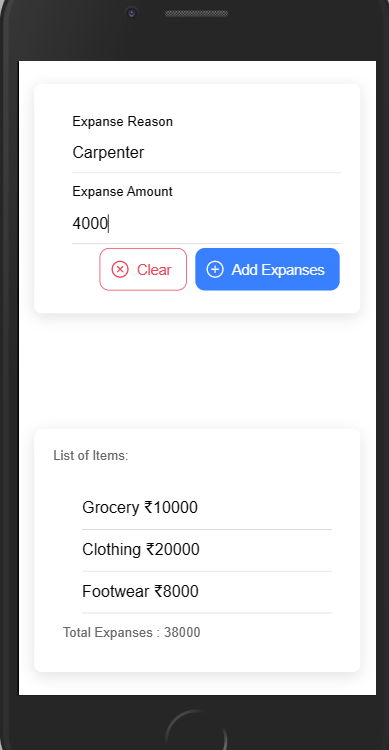 Expanse Reason
Carpenter
Expanse Amount
4000
Clear Add Expanses
List of Items:
Grocery ₹10000
Clothing ₹20000
Footwear ₹8000
Total Expanses : 38000